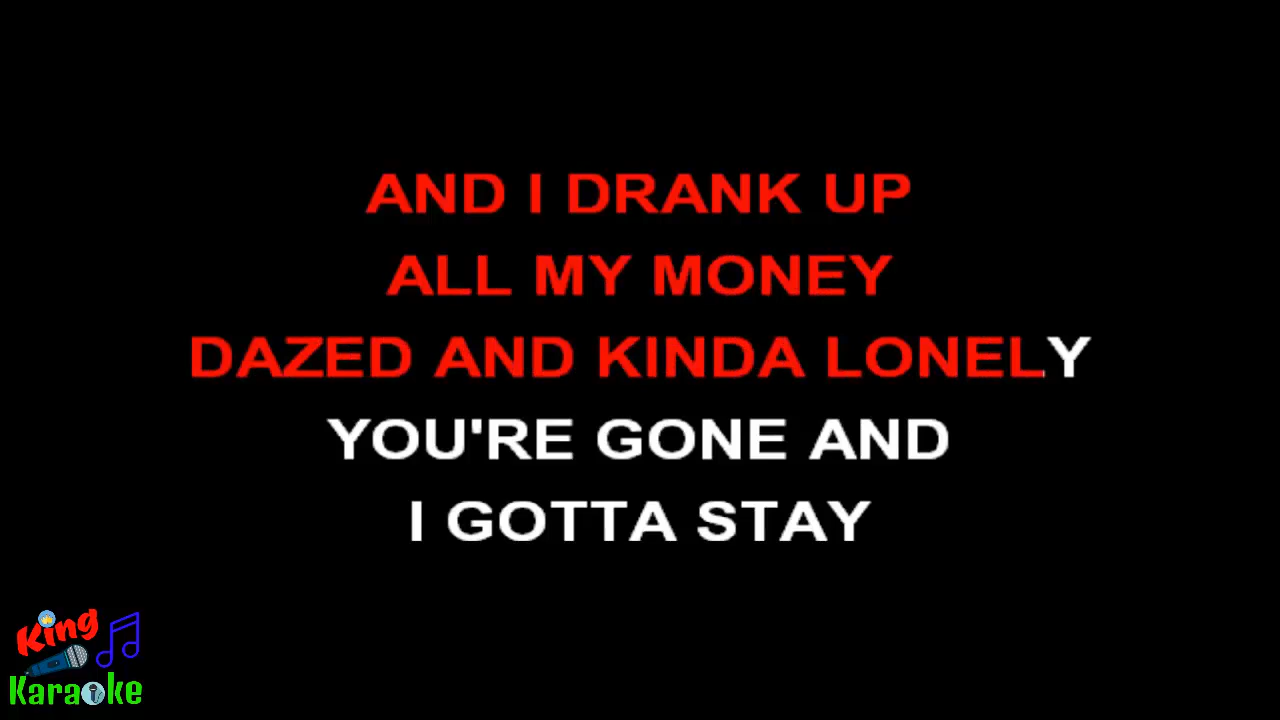 AND I DRANK UP
ALL MY MONEY
DAZED AND KINDA LONELY
YOU'RE GONE AND
I GOTTA STAY
King
Karaoke